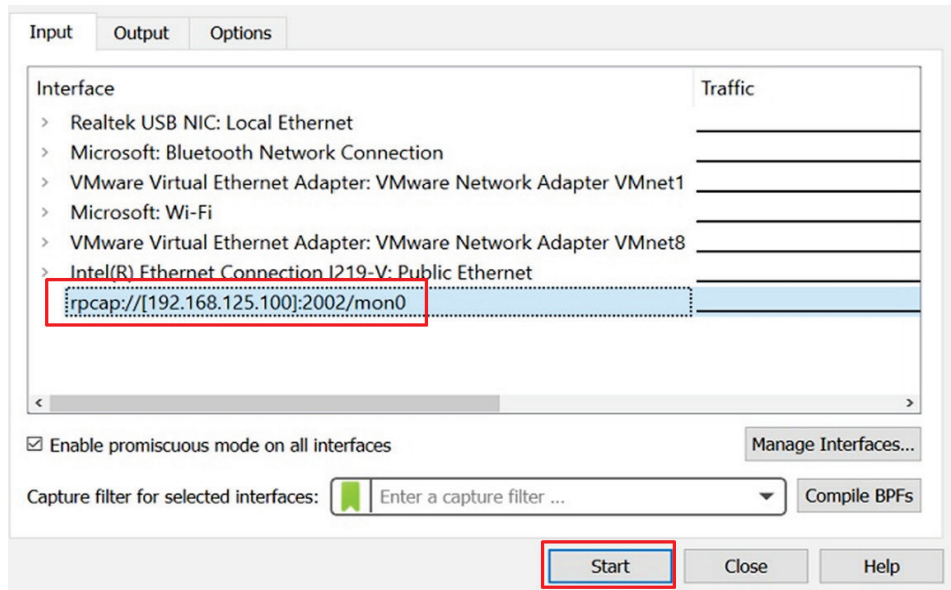 Input Output Options
Interface Traffic
Realtek USB NIC: Local Ethernet
Microsoft: Bluetooth Network Connection
VMware Virtual Ethernet Adapter: VMware Network Adapter VMnet1
Microsoft: Wi-Fi
VMware Virtual Ethernet Adapter: VMware Network Adapter VMnet8
Intel(R) Ethernet Connection I219-V: Public Ethernet
rpcap://[192.168.125.100]:2002/mon0
Enable promiscuous mode on all interfaces Manage Interfaces...
Capture filter for selected interfaces: Enter a capture filter ... Compile BPFs
Start Close Help